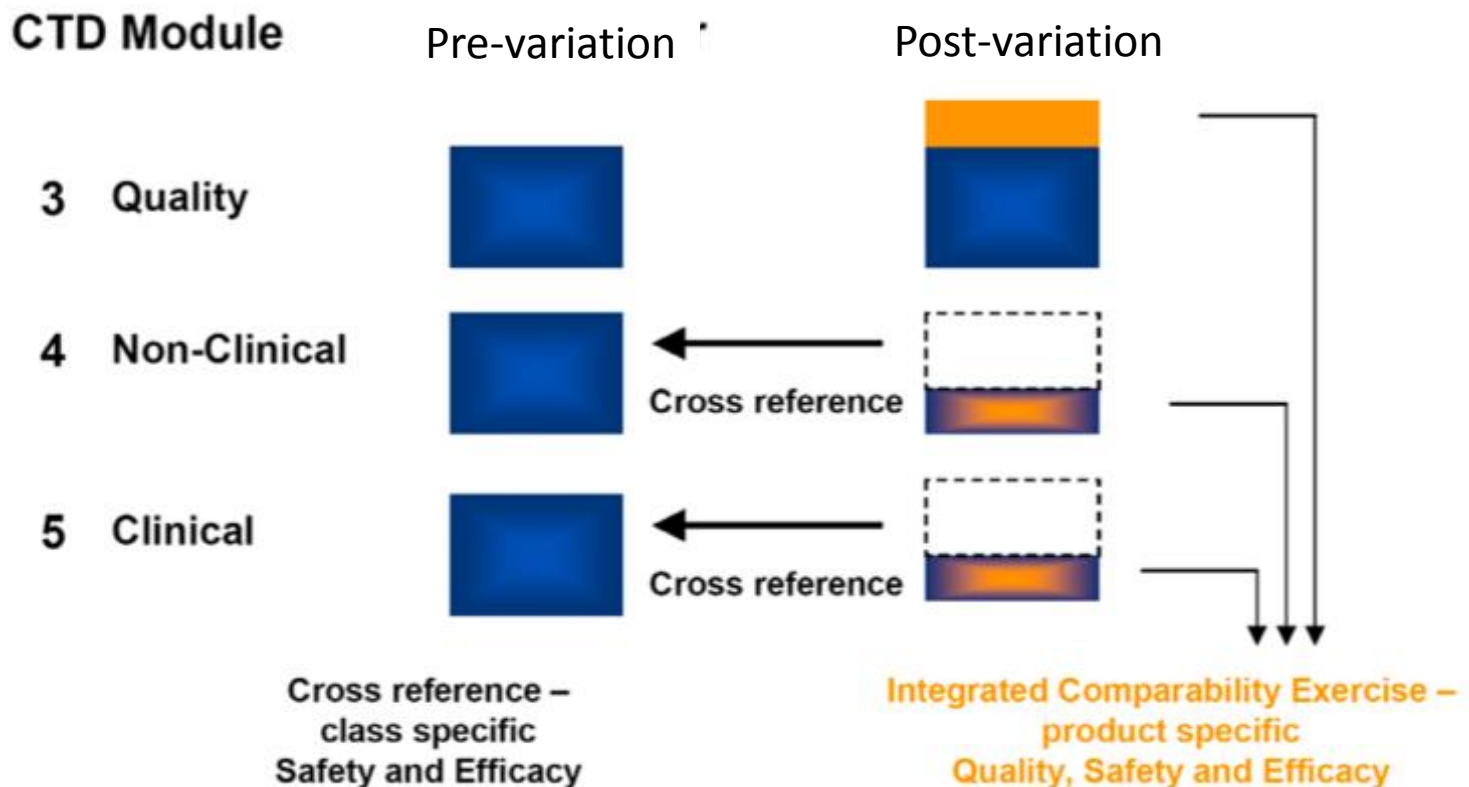 CTD Module Pre-variation Post-variation
3 Quality
4 Non-Clinical
Cross reference
5 Clinical
Cross reference
Cross reference –
class specific
Safety and Efficacy
Integrated Comparability Exercise –
product specific
Quality, Safety and Efficacy